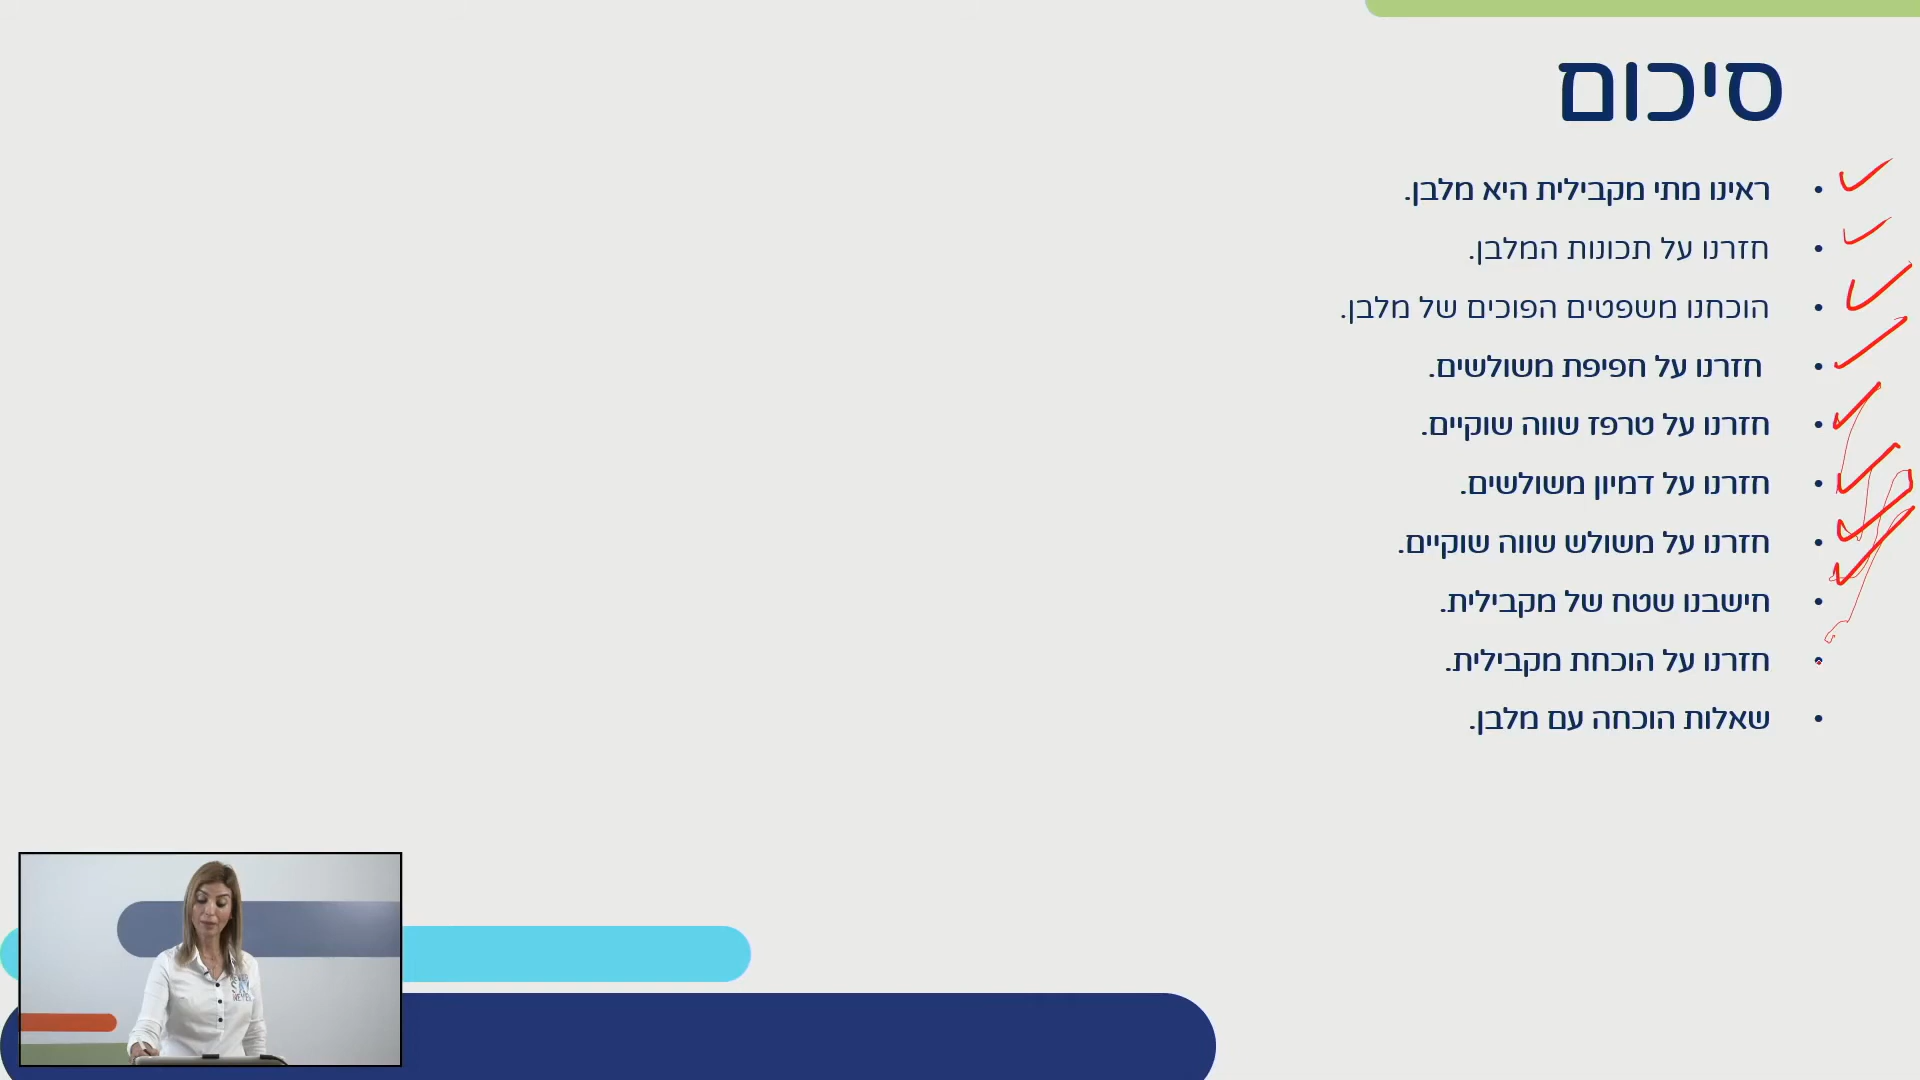 סיכום
• ראינו מתי מקבילית היא מלבן.
• חזרנו על תכונות המלבן.
• הוכחנו משפטים הפוכים של מלבן.
• חזרנו על חפיפת משולשים.
• חזרנו על טרפז שווה שוקיים.
• חזרנו על דמיון משולשים.
• חזרנו על משולש שווה שוקיים.
• חישבנו שטח של מקבילית.
• חזרנו על הוכחת מקבילית.
• שאלות הוכחה עם מלבן.